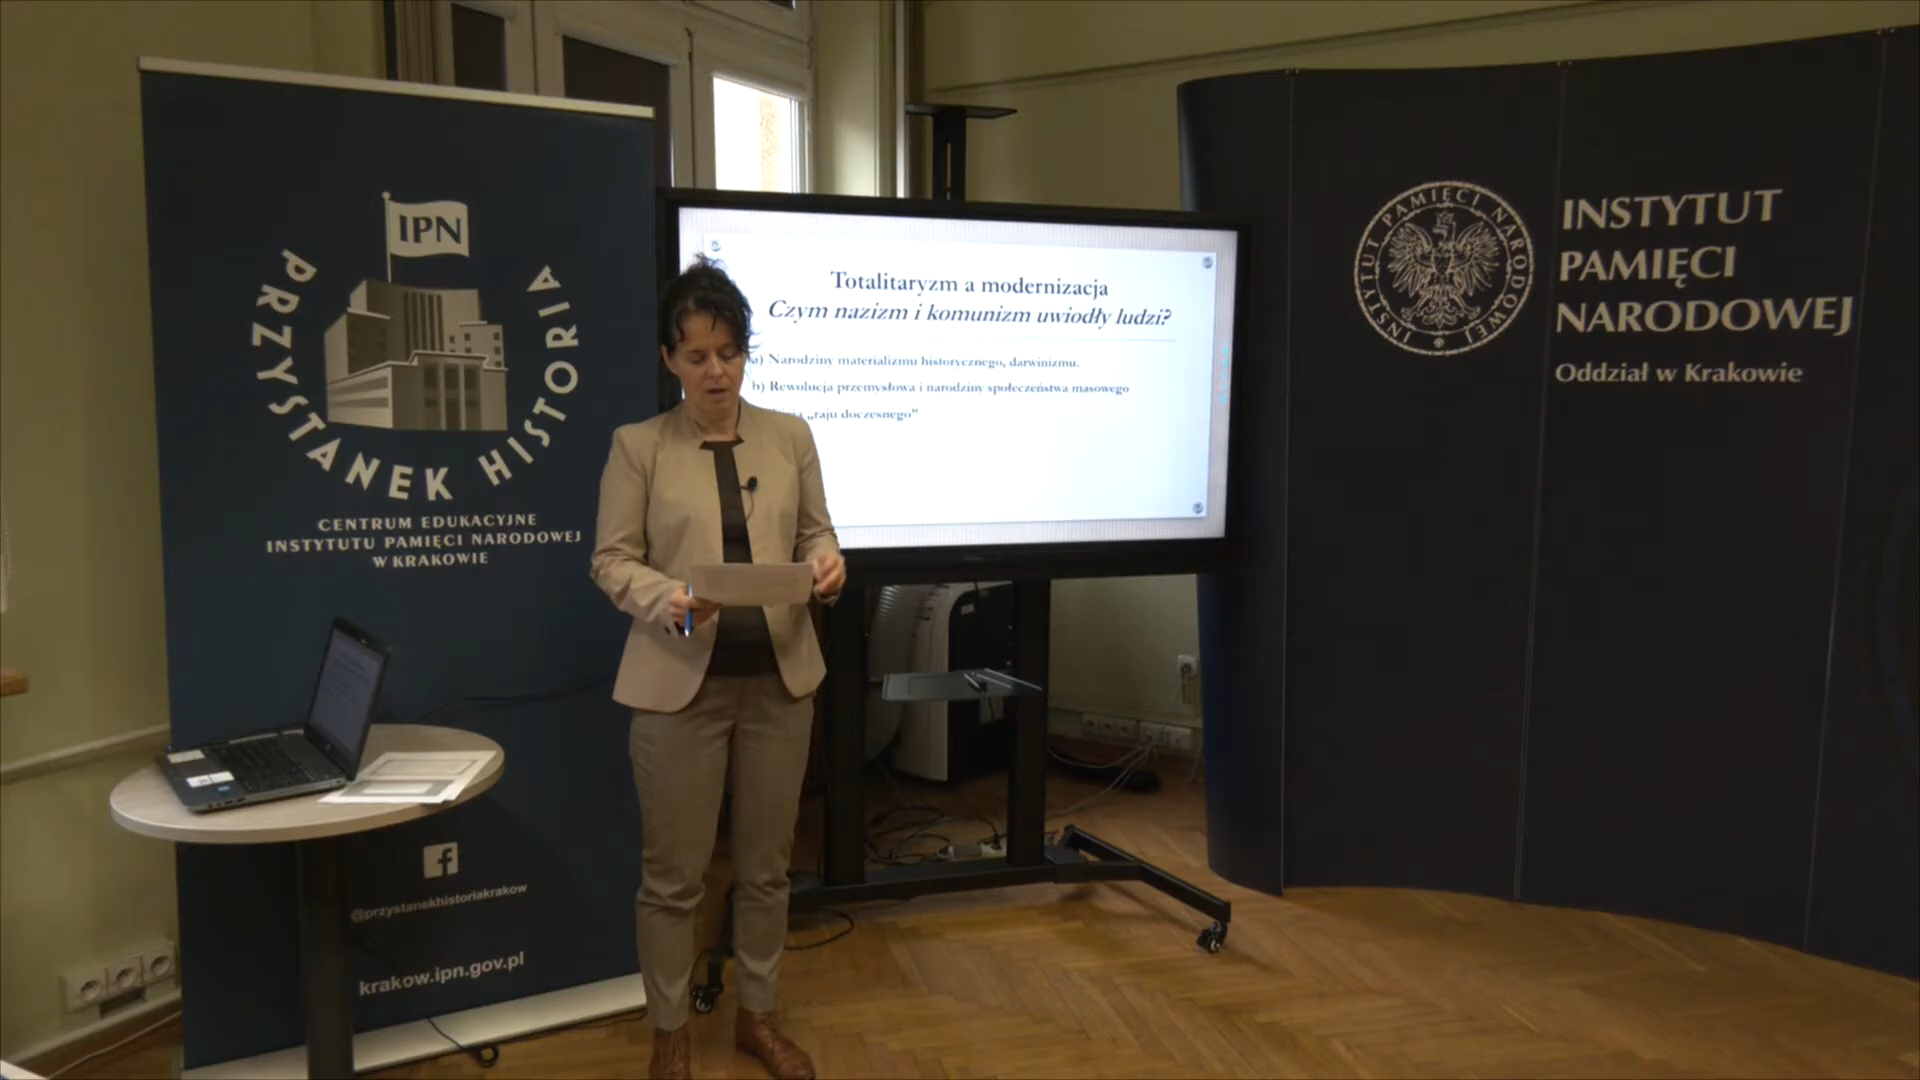 IPN
PRZYSTANEK HISTORIA
CENTRUM EDUKACYJNE
INSTYTUTU PAMIĘCI NARODOWEJ
W KRAKOWIE
@przystanekhistoriakrakow
krakow.ipn.gov.pl
Totalitaryzm a modernizacja
Czym nazizm i komunizm uwiodły ludzi?
a) Narodziny materializmu historycznego, darwinizmu.
b) Rewolucja przemysłowa i narodziny społeczeństwa masowego
„raju doczesnego”
INSTYTUT PAMIĘCI NARODOWEJ
INSTYTUT
PAMIĘCI
NARODOWEJ
Oddział w Krakowie